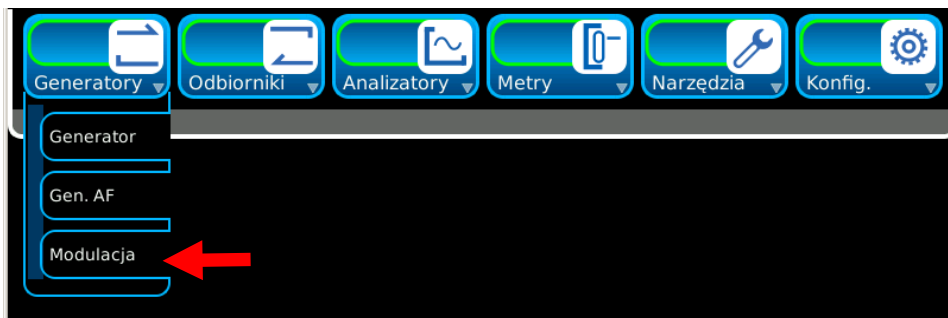 Generatory
Odbiorniki
Analizatory
Metry
Narzędzia
Konfig.
Generator
Gen. AF
Modulacja